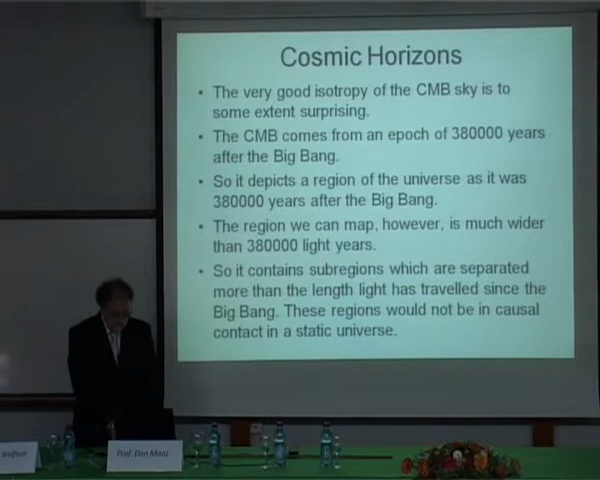 Cosmic Horizons
• The very good isotropy of the CMB sky is to
some extent surprising.
• The CMB comes from an epoch of 380000 years
after the Big Bang.
• So it depicts a region of the universe as it was
380000 years after the Big Bang.
• The region we can map, however, is much wider
than 380000 light years.
• So it contains subregions which are separated
more than the length light has travelled since the
Big Bang. These regions would not be in causal
contact in a static universe.
Prof. Dan Maoz